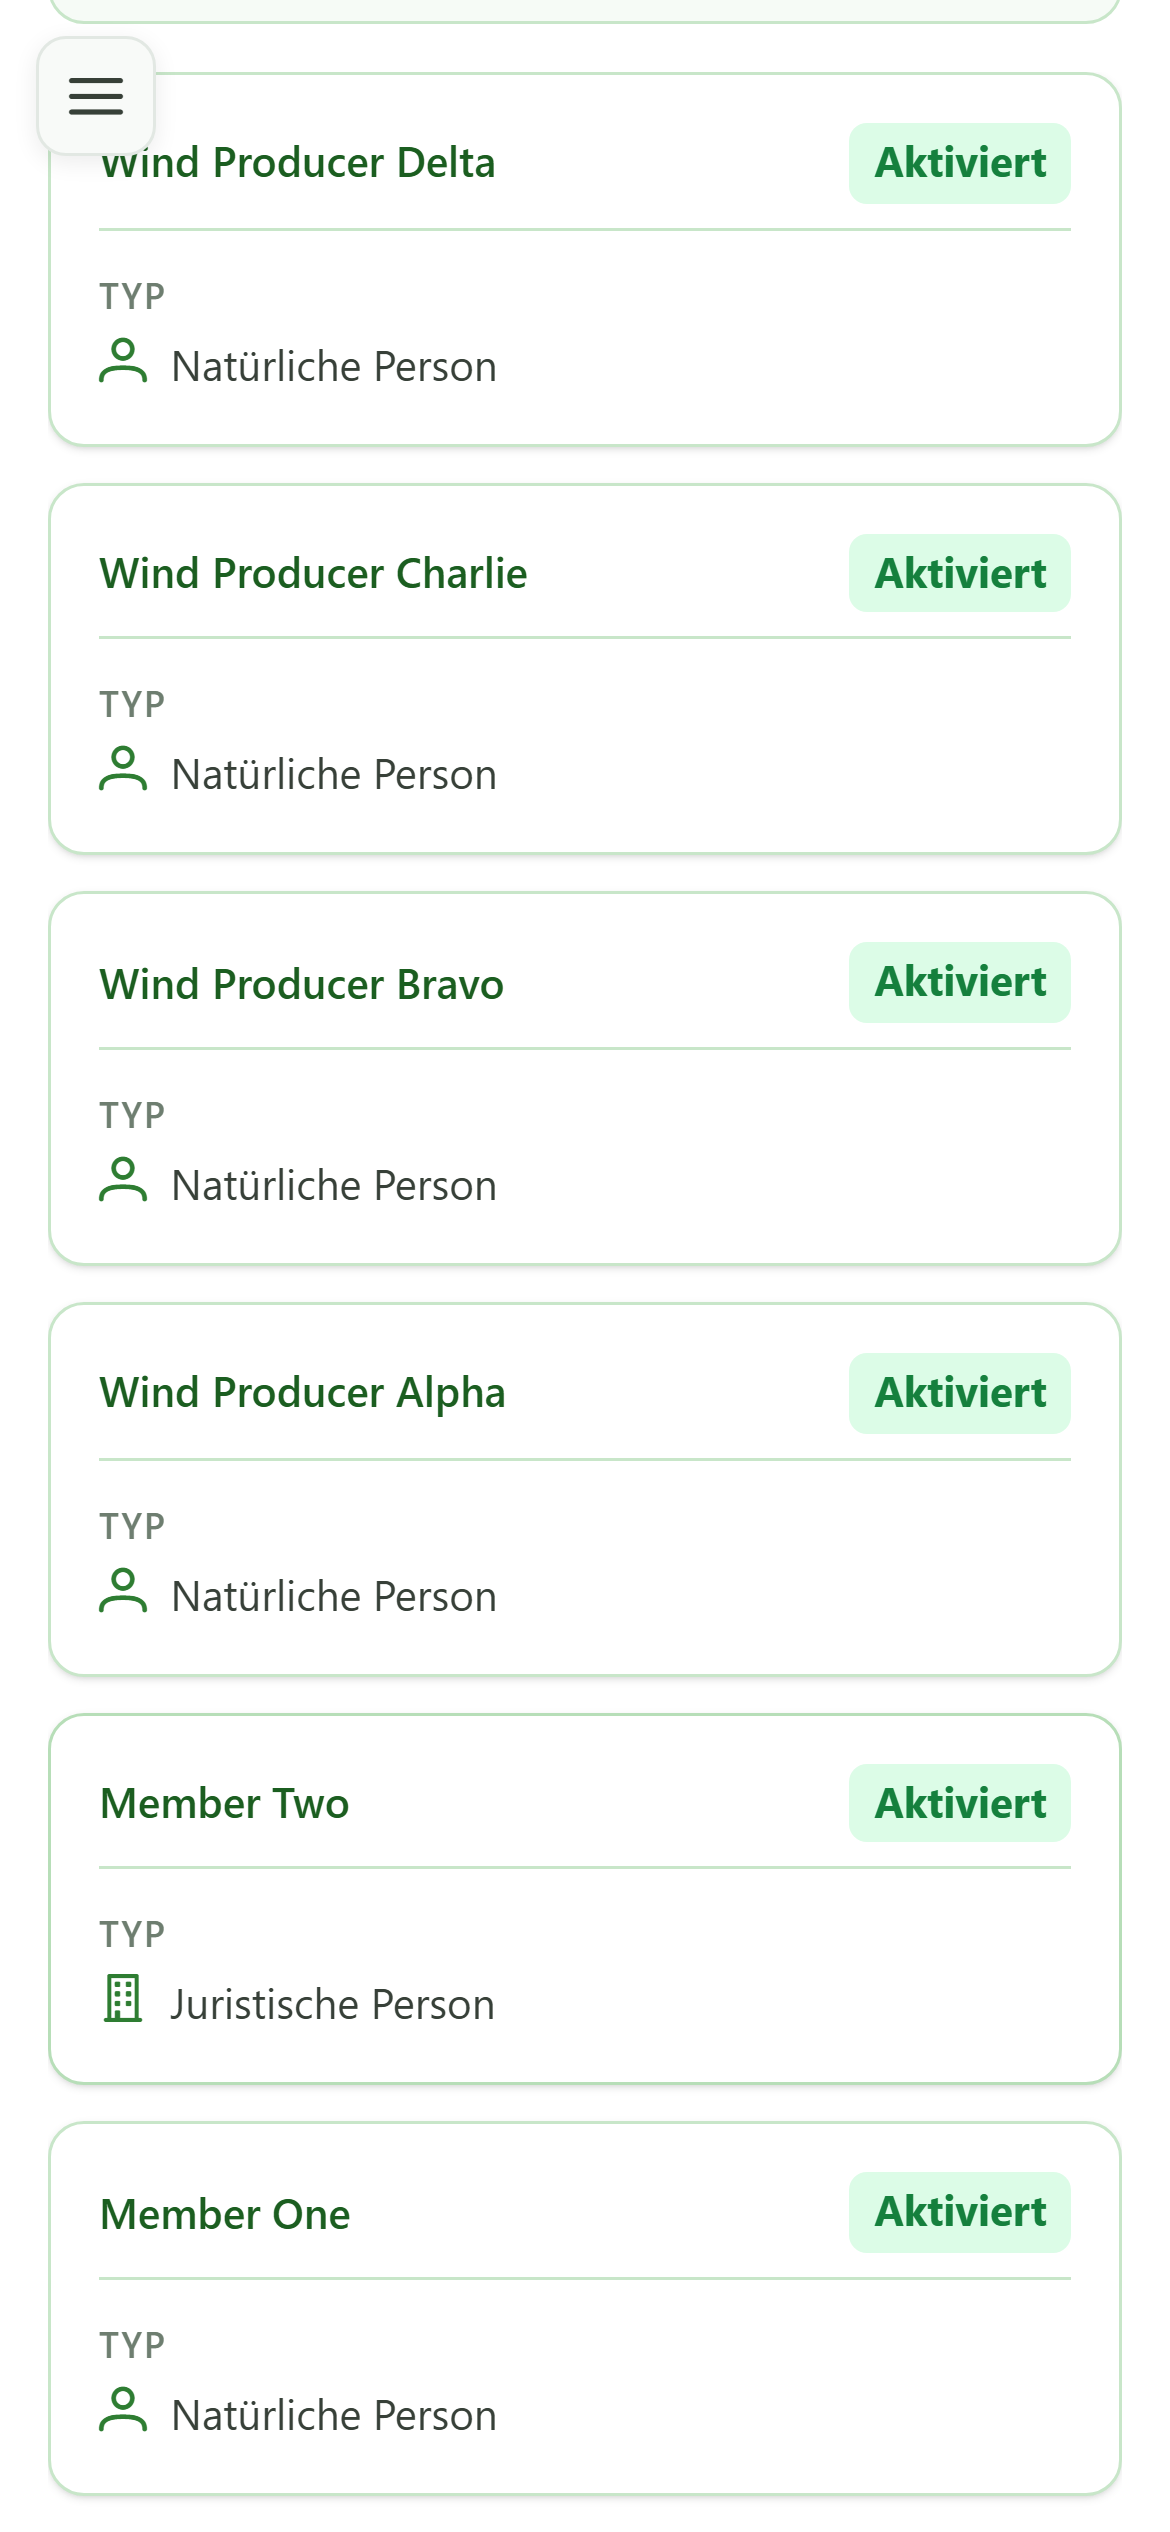 Wind Producer Delta
Aktiviert
TYP
Natürliche Person
Wind Producer Charlie
Aktiviert
TYP
Natürliche Person
Wind Producer Bravo
Aktiviert
TYP
Natürliche Person
Wind Producer Alpha
Aktiviert
TYP
Natürliche Person
Member Two
Aktiviert
TYP
Juristische Person
Member One
Aktiviert
TYP
Natürliche Person